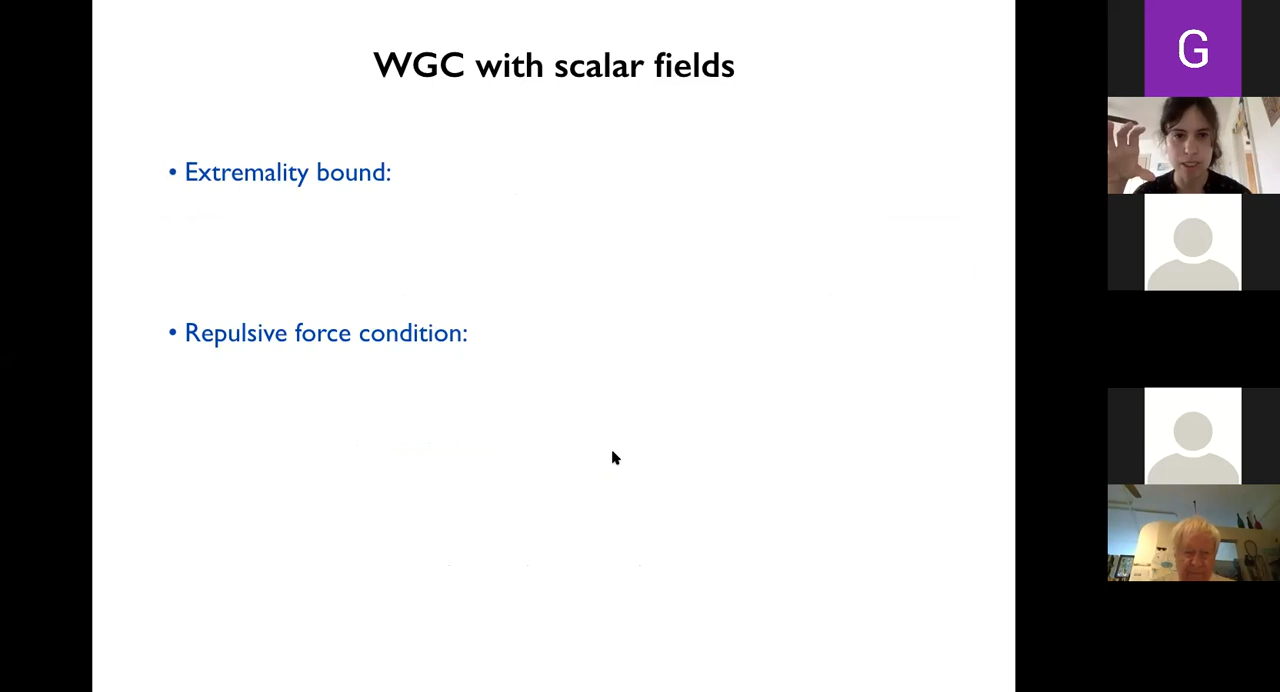 WGC with scalar fields
G
• Extremality bound:
• Repulsive force condition: